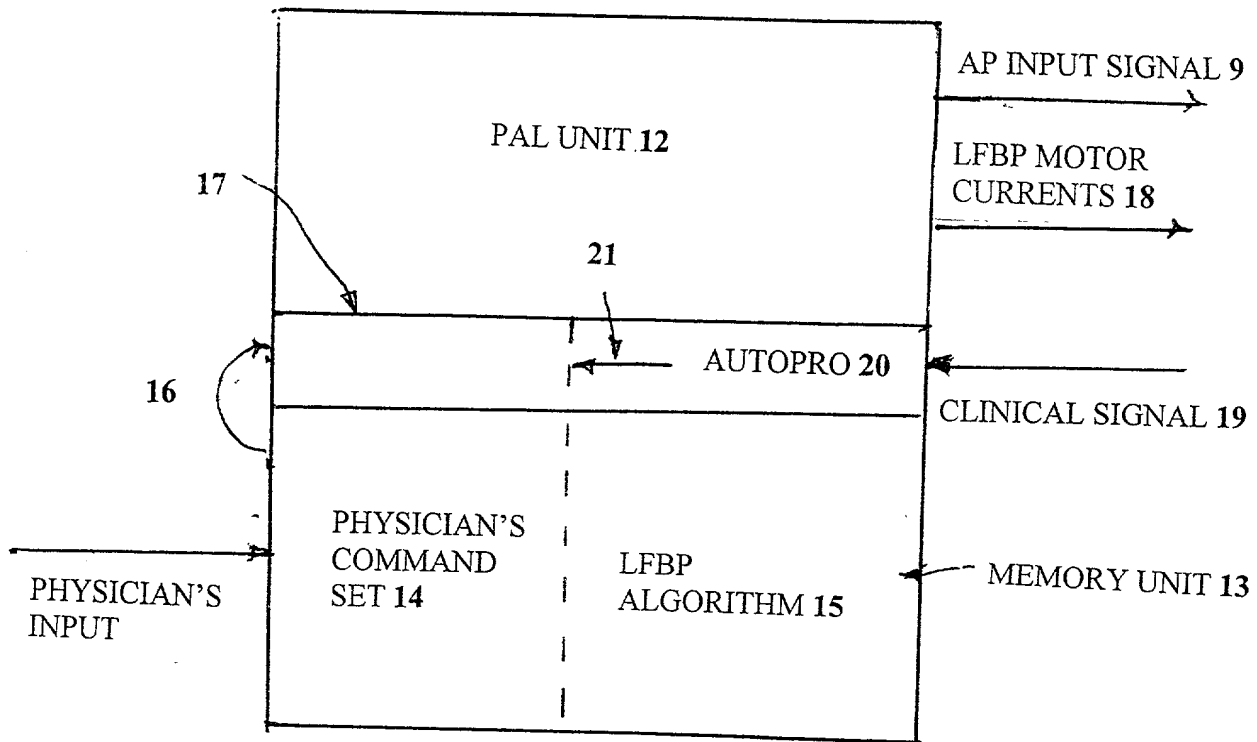 AP INPUT SIGNAL 9
PAL UNIT 12
LFBP MOTOR
CURRENTS 18
17
21
AUTOPRO 20
16
CLINICAL SIGNAL 19
PHYSICIAN'S
COMMAND
SET 14
LFBP
ALGORITHM 15
MEMORY UNIT 13
PHYSICIAN'S
INPUT